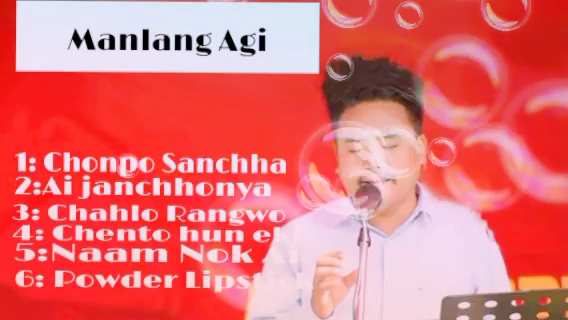 Manlang Agi
1: Chonpo Sanchha
2:Ai janchhonya
3: Chahlo Rangwo
4: Chento hun
5:Naam Nok
6: Powder